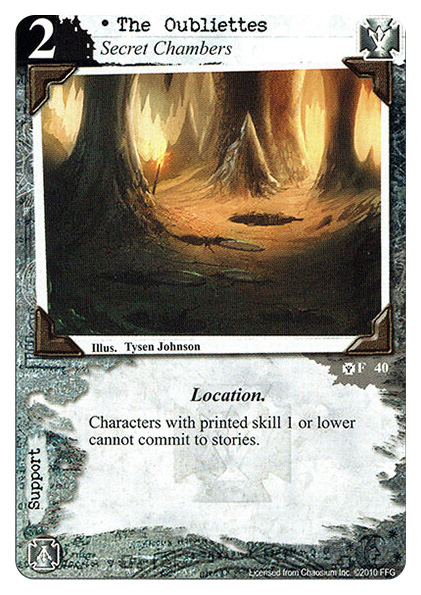 2
• The Oubliettes
Secret Chambers
Illus. Tysen Johnson
F 40
Location.
Characters with printed skill 1 or lower
cannot commit to stories.
Support
Licensed from Chaosium Inc. ©2010 FFG